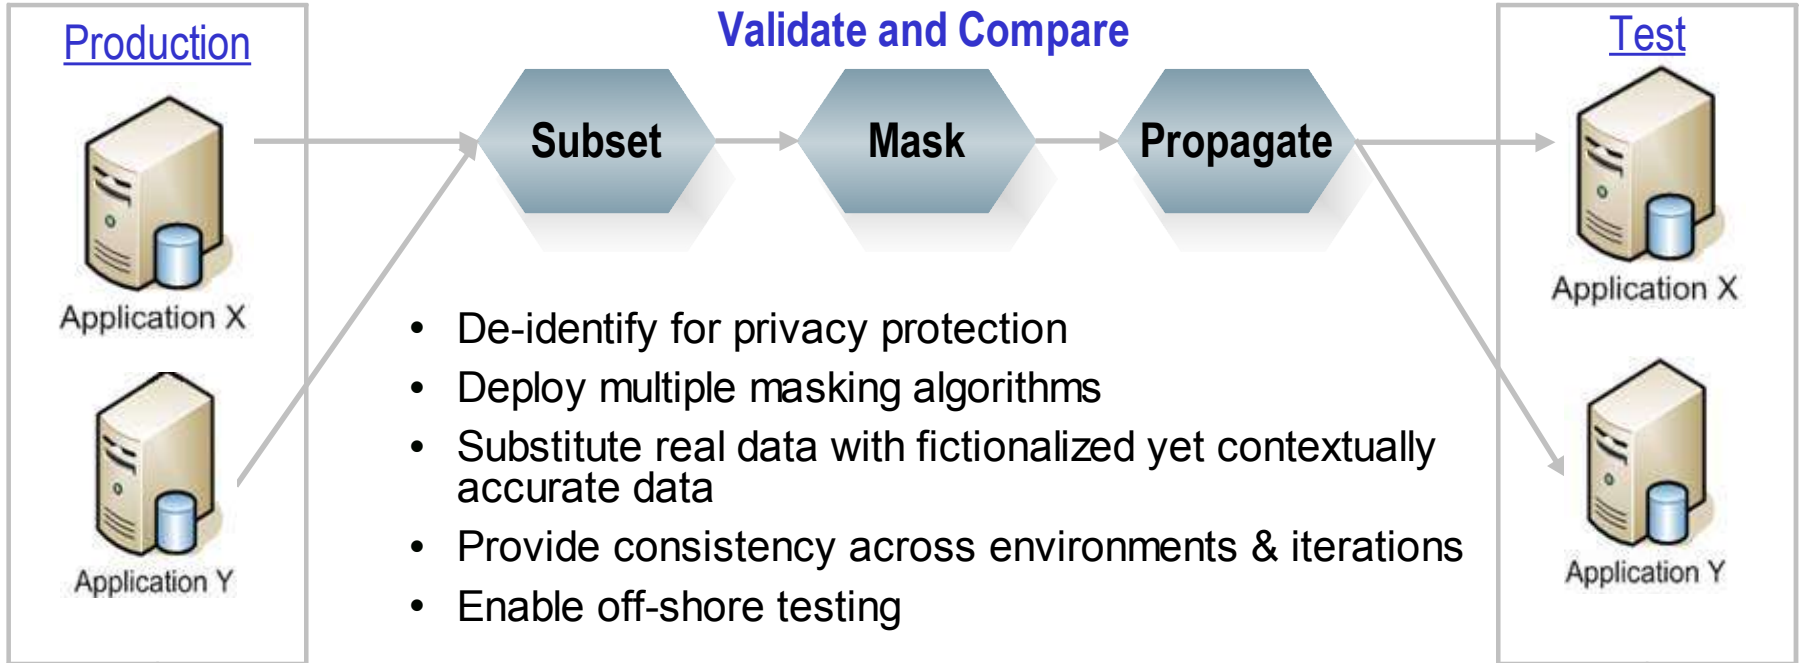 Production
Validate and Compare
Test
Subset
Mask
Propagate
Application X
Application Y
• De-identify for privacy protection
• Deploy multiple masking algorithms
• Substitute real data with fictionalized yet contextually
accurate data
• Provide consistency across environments & iterations
• Enable off-shore testing
Application X
Application Y